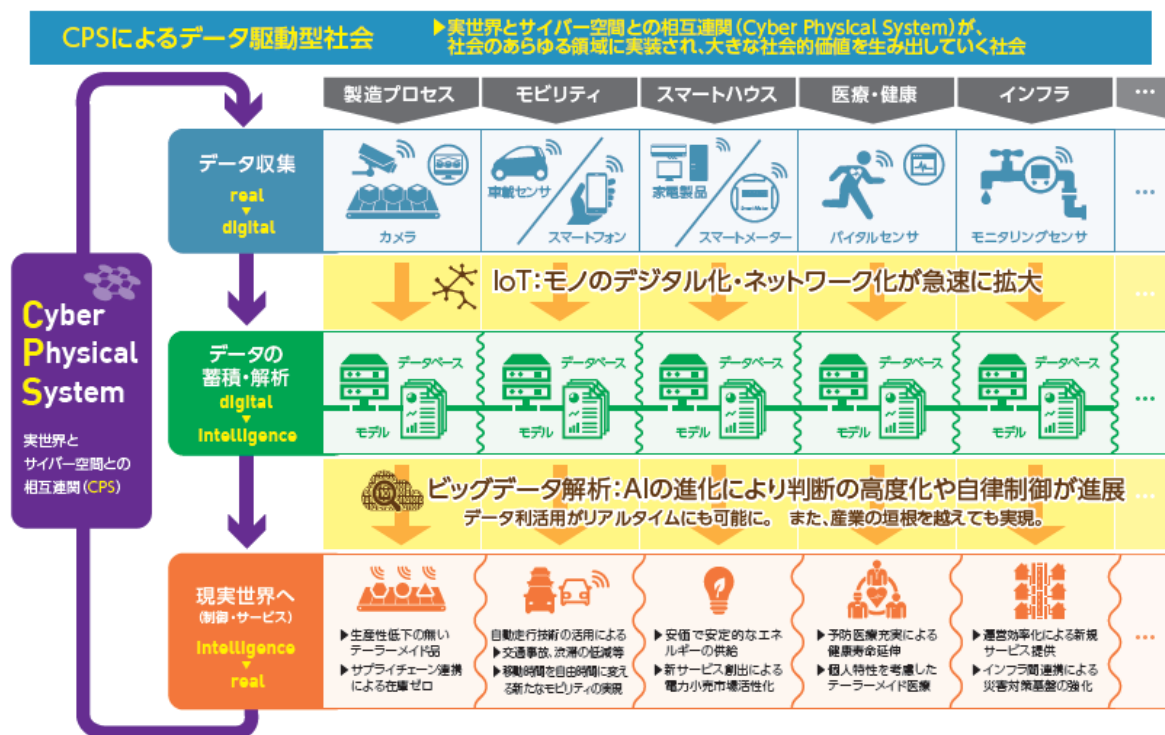 CPSによるデータ駆動型社会
▶実世界とサイバー空間との相互連関(Cyber Physical System)が、
社会のあらゆる領域に実装され、大きな社会的価値を生み出していく社会
製造プロセス
モビリティ
スマートハウス
医療・健康
インフラ
…
データ収集
real
▼
digital
カメラ
車載センサ
スマートフォン
家電製品
Smart Meter
スマートメーター
バイタルセンサ
モニタリングセンサ
…
IoT:モノのデジタル化・ネットワーク化が急速に拡大
…
Cyber
Physical
System
実世界と
サイバー空間との
相互連関(CPS)
データの
蓄積・解析
digital
▼
intelligence
データベース
モデル
データベース
モデル
データベース
モデル
データベース
モデル
データベース
モデル
…
ビッグデータ解析:AIの進化により判断の高度化や自律制御が進展
データ利活用がリアルタイムにも可能に。 また、産業の垣根を越えても実現。
…
現実世界へ
(制御・サービス)
intelligence
▼
real
▶生産性低下の無い
テーラーメイド品
▶サプライチェーン連携
による在庫ゼロ
自動走行技術の活用による
▶交通事故、渋滞の低減等
▶移動時間を自由時間に変え
る新たなモビリティの実現
▶安価で安定的なエネ
ルギーの供給
▶新サービス創出による
電力小売市場活性化
▶予防医療充実による
健康寿命延伸
▶個人特性を考慮した
テーラーメイド医療
▶運営効率化による新規
サービス提供
▶インフラ間連携による
災害対策基盤の強化
…